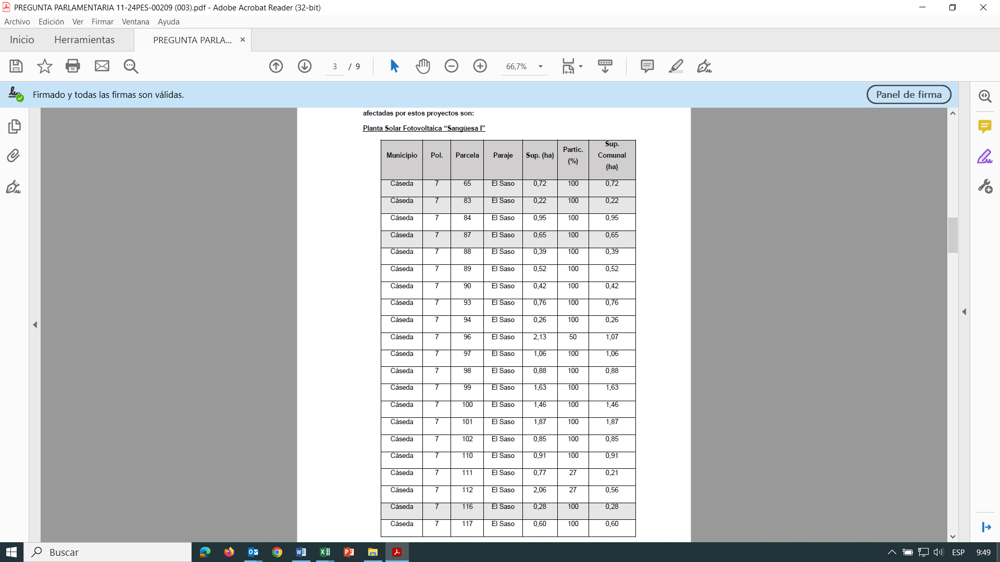 PREGUNTA PARLAMENTARIA 11-24PES-00209 (003).pdf - Adobe Acrobat Reader (32-bit)
Archivo Edición Ver Firmar Ventana Ayuda
Inicio Herramientas PREGUNTA PARLA... ×
3 / 9 66,7%
Firmado y todas las firmas son válidas. Panel de firma
afectadas por estos proyectos son:
Planta Solar Fotovoltaica “Sangüesa I”
Municipio Pol. Parcela Paraje Sup. (ha) Partic. (%) Sup. Comunal (ha)
Cáseda 7 65 El Saso 0,72 100 0,72
Cáseda 7 83 El Saso 0,22 100 0,22
Cáseda 7 84 El Saso 0,95 100 0,95
Cáseda 7 87 El Saso 0,65 100 0,65
Cáseda 7 88 El Saso 0,39 100 0,39
Cáseda 7 89 El Saso 0,52 100 0,52
Cáseda 7 90 El Saso 0,42 100 0,42
Cáseda 7 93 El Saso 0,76 100 0,76
Cáseda 7 94 El Saso 0,26 100 0,26
Cáseda 7 96 El Saso 2,13 50 1,07
Cáseda 7 97 El Saso 1,06 100 1,06
Cáseda 7 98 El Saso 0,88 100 0,88
Cáseda 7 99 El Saso 1,63 100 1,63
Cáseda 7 100 El Saso 1,46 100 1,46
Cáseda 7 101 El Saso 1,87 100 1,87
Cáseda 7 102 El Saso 0,85 100 0,85
Cáseda 7 110 El Saso 0,91 100 0,91
Cáseda 7 111 El Saso 0,77 27 0,21
Cáseda 7 112 El Saso 2,06 27 0,56
Cáseda 7 116 El Saso 0,28 100 0,28
Cáseda 7 117 El Saso 0,60 100 0,60
Buscar ESP 9:49